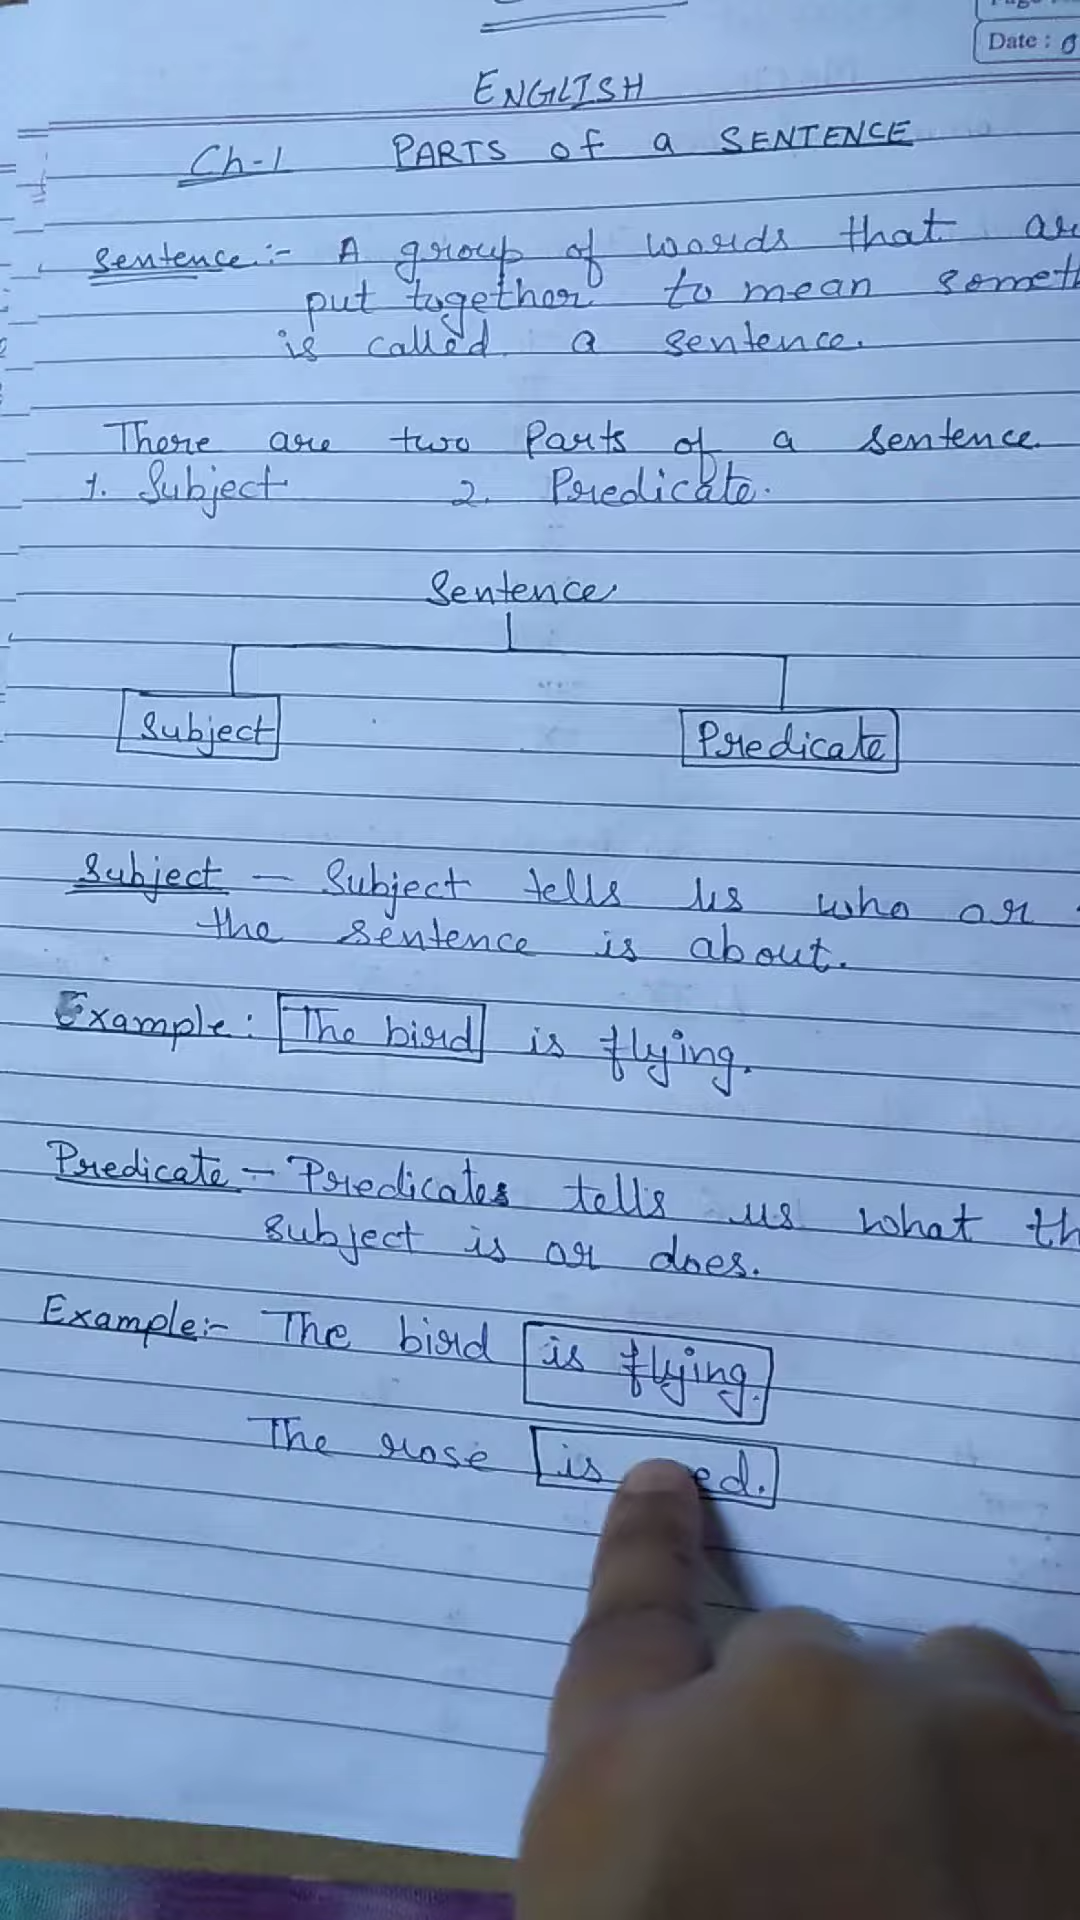 Date :
ENGLISH
Ch-1 PARTS of a SENTENCE
Sentence :- A group of words that
put together to mean
is called a sentence.
There are two Parts of a sentence.
1. Subject 2. Predicate.
Sentence
Subject Predicate
Subject - Subject tells us who or
the sentence is about.
Example : The bird is flying.
Predicate - Predicates tells us what
subject is or does.
Example :- The bird is flying.
The rose is